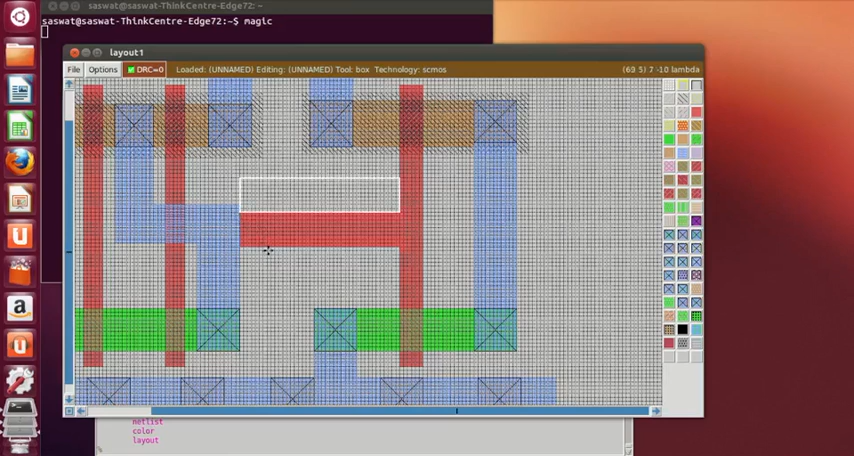 saswat@saswat-ThinkCentre-Edge72: ~
saswat@saswat-ThinkCentre-Edge72:~$ magic
layout1
File Options DRC=0 Loaded: (UNNAMED) Editing: (UNNAMED) Tool: box Technology: scmos (69 5) 7 -10 lambda
netlist
color
layout